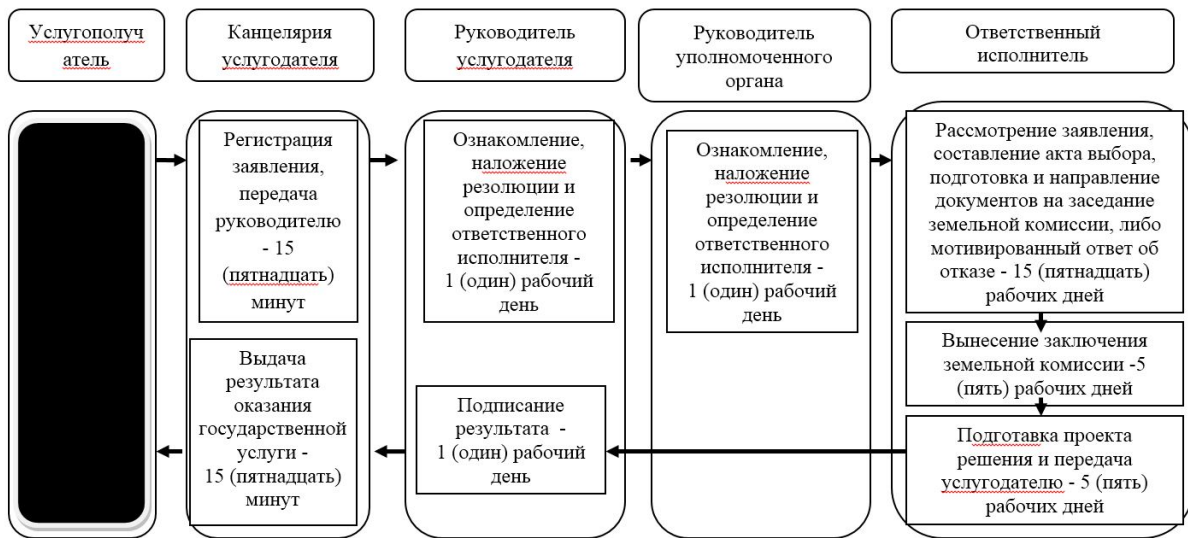 Услугополуч
атель
Канцелярия
услугодателя
Руководитель
услугодателя
Руководитель
уполномоченного
органа
Ответственный
исполнитель
Регистрация
заявления,
передача
руководителю
- 15
(пятнадцать)
минут
Ознакомление,
наложение
резолюции и
определение
ответственного
исполнителя -
1 (один) рабочий
день
Ознакомление,
наложение
резолюции и
определение
ответственного
исполнителя -
1 (один) рабочий
день
Рассмотрение заявления,
составление акта выбора,
подготовка и направление
документов на заседание
земельной комиссии, либо
мотивированный ответ об
отказе - 15 (пятнадцать)
рабочих дней
Вынесение заключения
земельной комиссии -5
(пять) рабочих дней
Подготавка проекта
решения и передача
услугодателю - 5 (пять)
рабочих дней
Подписание
результата -
1 (один) рабочий
день
Выдача
результата
оказания
государственной
услуги -
15 (пятнадцать)
минут